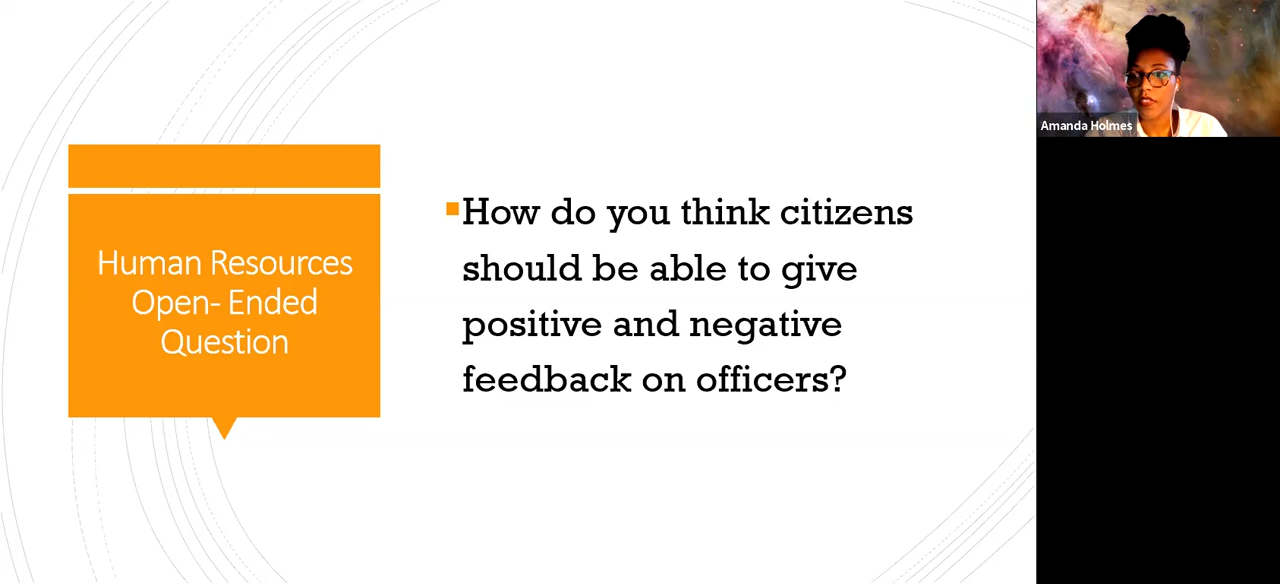 Human Resources
Open- Ended
Question
How do you think citizens
should be able to give
positive and negative
feedback on officers?
Amanda Holmes